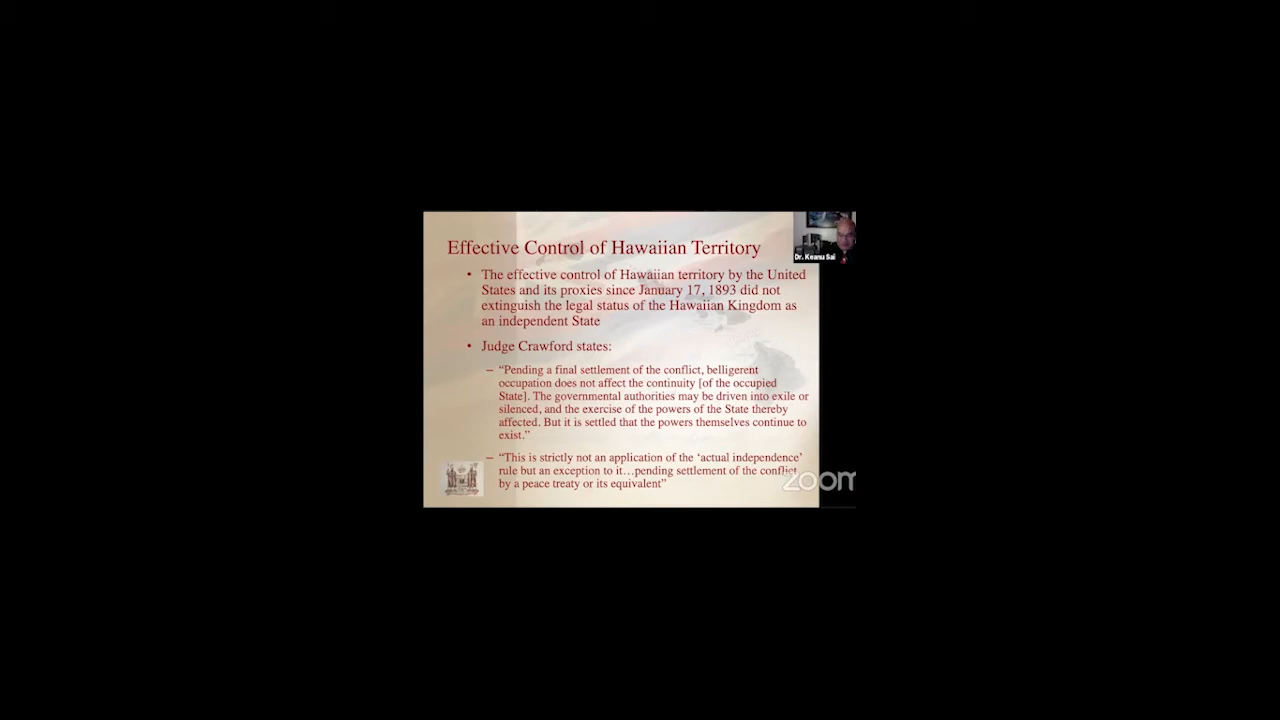 Effective Control of Hawaiian Territory
Dr. Keanu Sai
• The effective control of Hawaiian territory by the United
States and its proxies since January 17, 1893 did not
extinguish the legal status of the Hawaiian Kingdom as
an independent State
• Judge Crawford states:
– “Pending a final settlement of the conflict, belligerent
occupation does not affect the continuity [of the occupied
State]. The governmental authorities may be driven into exile or
silenced, and the exercise of the powers of the State thereby
affected. But it is settled that the powers themselves continue to
exist.”
– “This is strictly not an application of the ‘actual independence’
rule but an exception to it…pending settlement of the conflict
by a peace treaty or its equivalent”
zoom